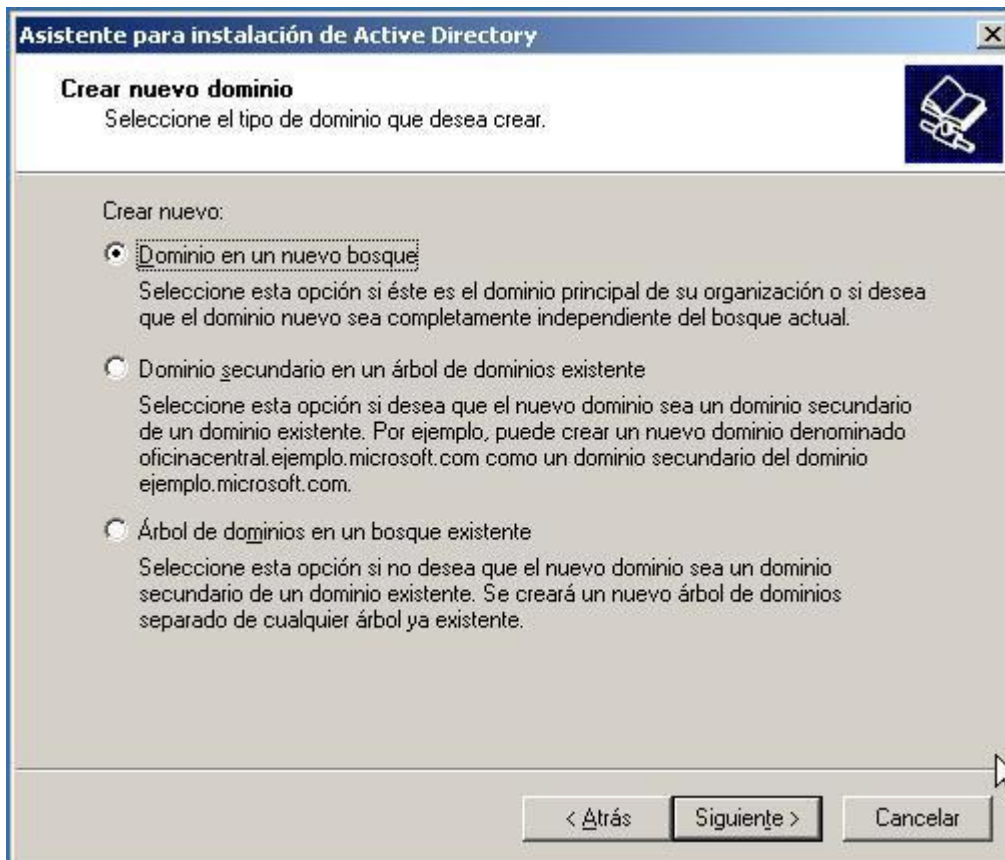 Asistente para instalación de Active Directory
Crear nuevo dominio
Seleccione el tipo de dominio que desea crear.
Crear nuevo:
Dominio en un nuevo bosque
Seleccione esta opción si éste es el dominio principal de su organización o si desea
que el dominio nuevo sea completamente independiente del bosque actual.
Dominio secundario en un árbol de dominios existente
Seleccione esta opción si desea que el nuevo dominio sea un dominio secundario
de un dominio existente. Por ejemplo, puede crear un nuevo dominio denominado
oficinacentral.ejemplo.microsoft.com como un dominio secundario del dominio
ejemplo.microsoft.com.
Árbol de dominios en un bosque existente
Seleccione esta opción si no desea que el nuevo dominio sea un dominio
secundario de un dominio existente. Se creará un nuevo árbol de dominios
separado de cualquier árbol ya existente.
< Atrás Siguiente > Cancelar